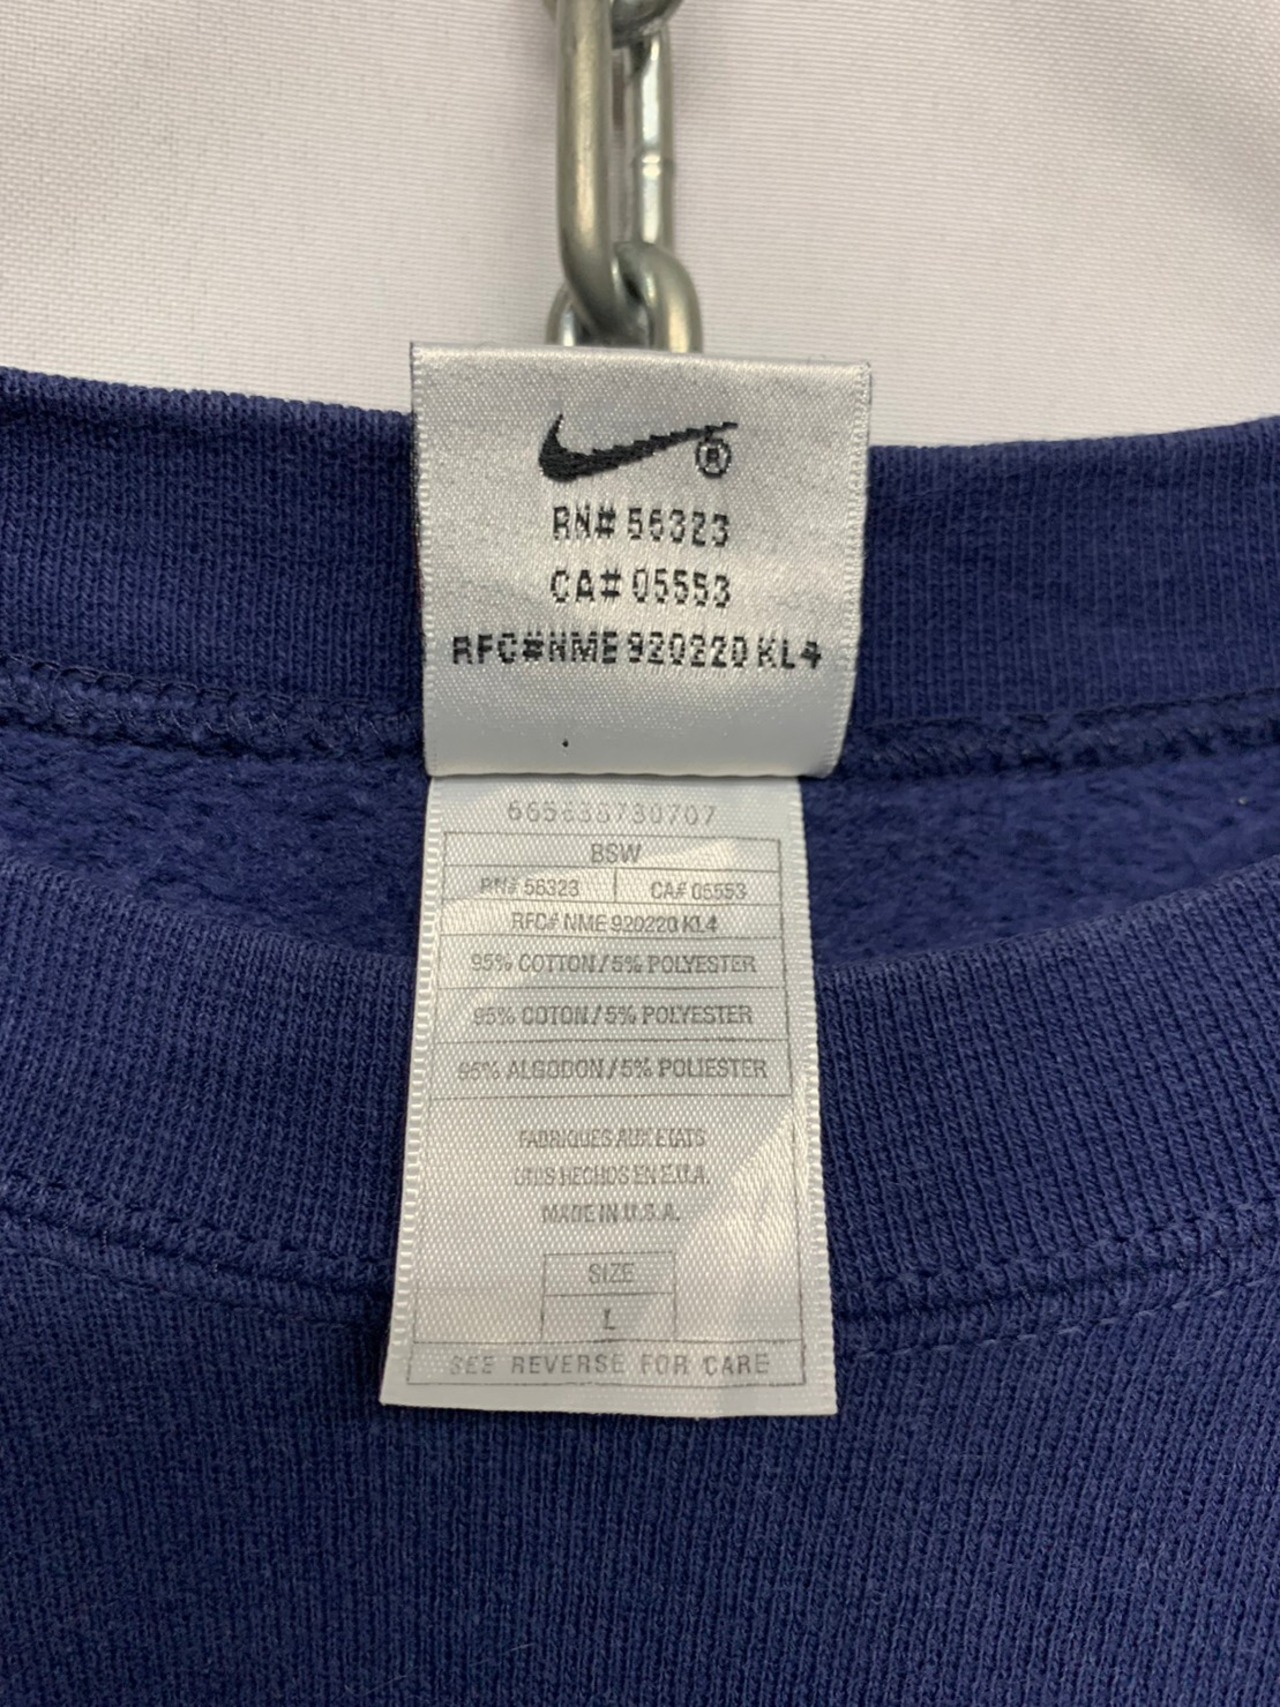 ®
RN# 56323
CA# 05553
RFC#NME 920220 KL4
BSW
RN# 56323 CA# 05553
RFC# NME 920220 KL4
95% COTTON / 5% POLYESTER
95% COTON / 5% POLYESTER
95% ALGODON / 5% POLIESTER
FABRIQUES AUX ETATS
UNIS HECHOS EN E.U.A.
MADE IN U.S.A.
SIZE
L
SEE REVERSE FOR CARE